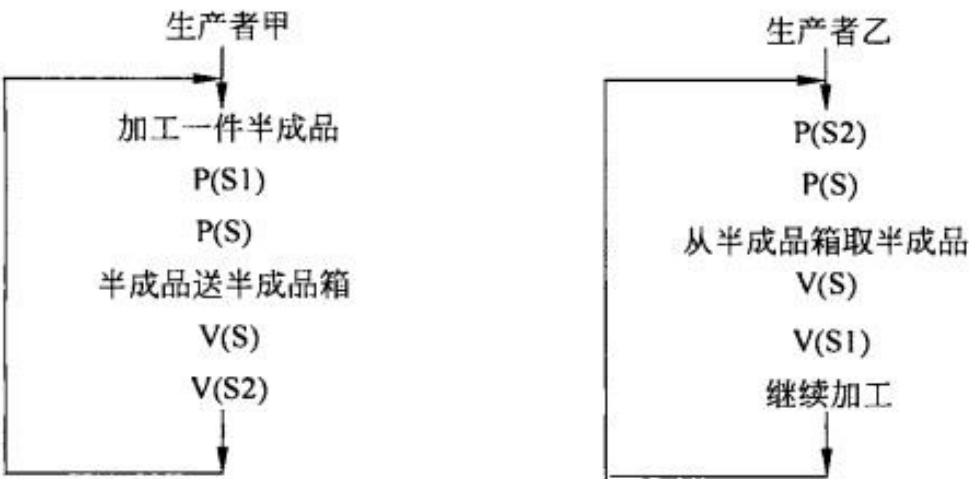 生产者甲
加工一件半成品
P(S1)
P(S)
半成品送半成品箱
V(S)
V(S2)
生产者乙
P(S2)
P(S)
从半成品箱取半成品
V(S)
V(S1)
继续加工